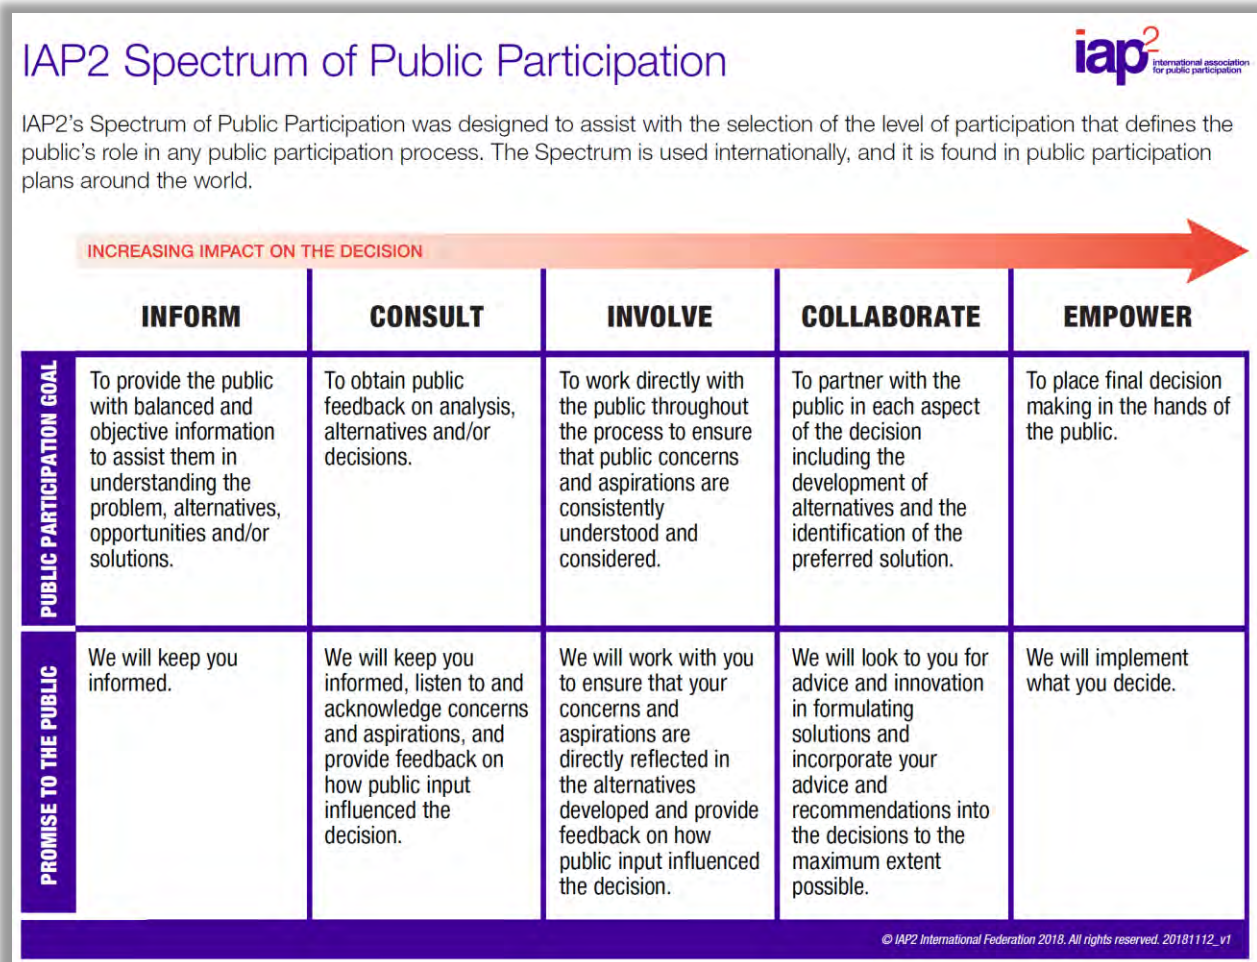 IAP2 Spectrum of Public Participation
iap2
international association
for public participation
IAP2's Spectrum of Public Participation was designed to assist with the selection of the level of participation that defines the
public's role in any public participation process. The Spectrum is used internationally, and it is found in public participation
plans around the world.
INCREASING IMPACT ON THE DECISION
INFORM
CONSULT
INVOLVE
COLLABORATE
EMPOWER
PUBLIC PARTICIPATION GOAL
To provide the public
with balanced and
objective information
to assist them in
understanding the
problem, alternatives,
opportunities and/or
solutions.
To obtain public
feedback on analysis,
alternatives and/or
decisions.
To work directly with
the public throughout
the process to ensure
that public concerns
and aspirations are
consistently
understood and
considered.
To partner with the
public in each aspect
of the decision
including the
development of
alternatives and the
identification of the
preferred solution.
To place final decision
making in the hands of
the public.
PROMISE TO THE PUBLIC
We will keep you
informed.
We will keep you
informed, listen to and
acknowledge concerns
and aspirations, and
provide feedback on
how public input
influenced the
decision.
We will work with you
to ensure that your
concerns and
aspirations are
directly reflected in
the alternatives
developed and provide
feedback on how
public input influenced
the decision.
We will look to you for
advice and innovation
in formulating
solutions and
incorporate your
advice and
recommendations into
the decisions to the
maximum extent
possible.
We will implement
what you decide.
© IAP2 International Federation 2018. All rights reserved. 20181112_v1